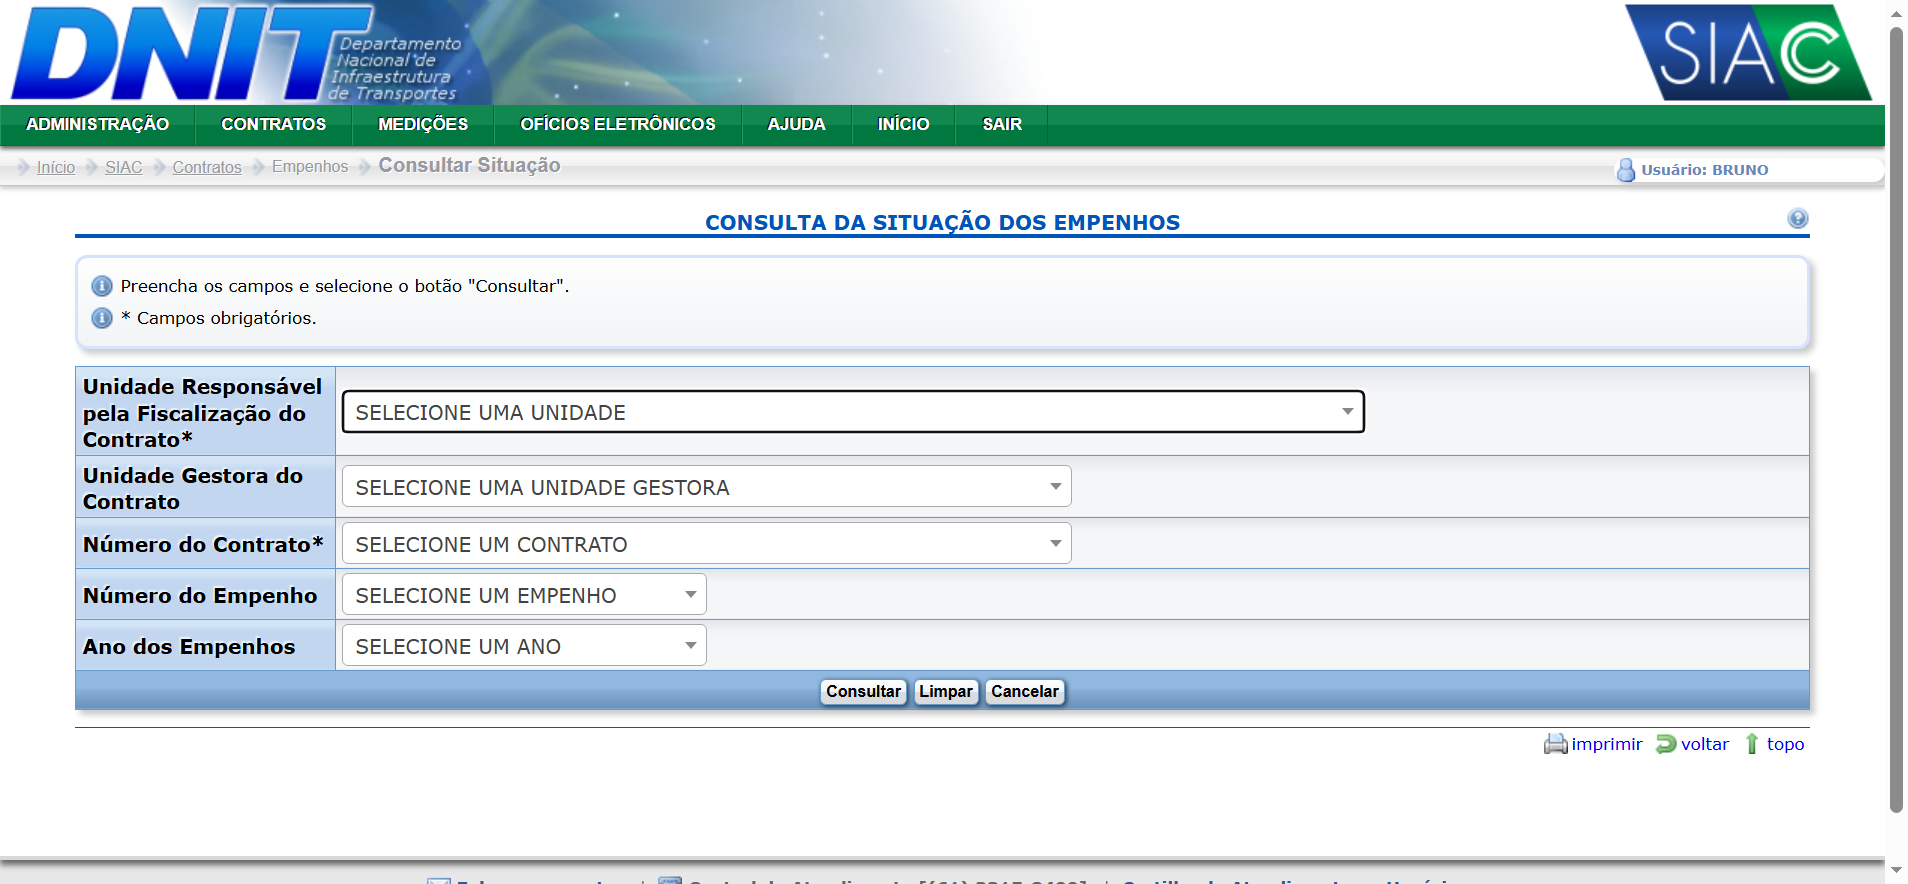 DNIT
Departamento
Nacional de
Infraestrutura
de Transportes
SIAC
ADMINISTRAÇÃO CONTRATOS MEDIÇÕES OFÍCIOS ELETRÔNICOS AJUDA INÍCIO SAIR
Início SIAC Contratos Empenhos Consultar Situação
Usuário: BRUNO
CONSULTA DA SITUAÇÃO DOS EMPENHOS
Preencha os campos e selecione o botão "Consultar".
* Campos obrigatórios.
Unidade Responsável
pela Fiscalização do
Contrato*
SELECIONE UMA UNIDADE
Unidade Gestora do
Contrato
SELECIONE UMA UNIDADE GESTORA
Número do Contrato*
SELECIONE UM CONTRATO
Número do Empenho
SELECIONE UM EMPENHO
Ano dos Empenhos
SELECIONE UM ANO
Consultar Limpar Cancelar
imprimir voltar topo